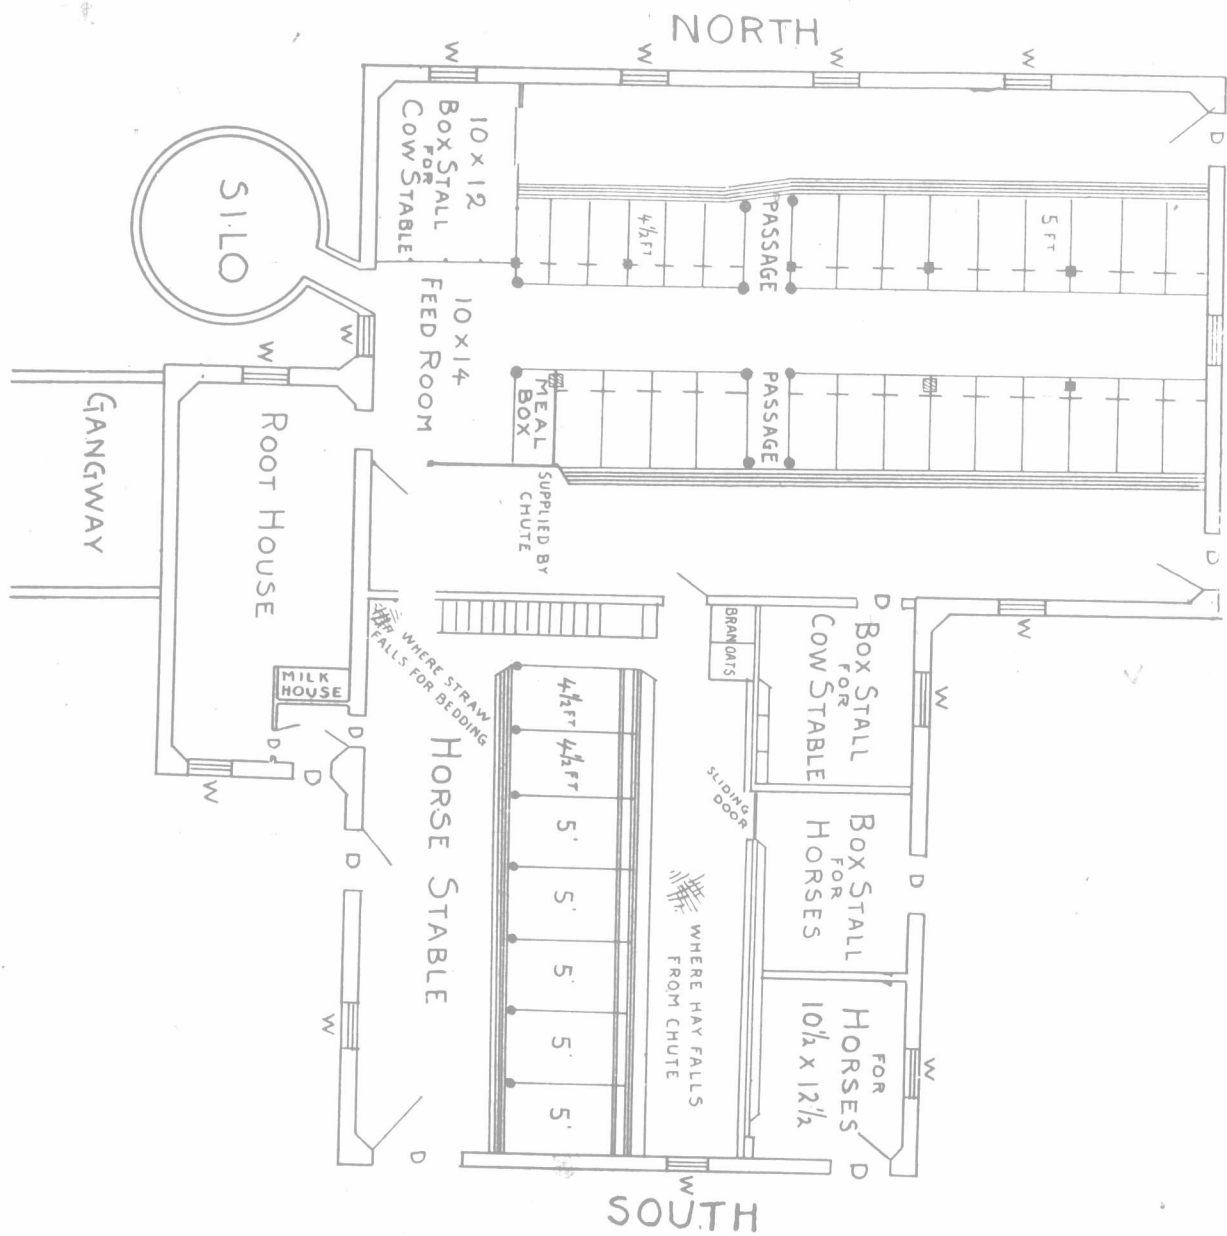 NORTH
W
W
W
W
D
10 x 12
BOX STALL
FOR
COW STABLE
SILO
4½ FT
PASSAGE
5 FT
10 x 14
FEED ROOM
W
W
MEAL
BOX
PASSAGE
SUPPLIED BY
CHUTE
GANGWAY
ROOT HOUSE
MILK
HOUSE
D
D
D
W
WHERE STRAW
FALLS FOR BEDDING
BRAN
OATS
D
D
W
BOX STALL
FOR
COW STABLE
W
4½ FT
4½ FT
5'
5'
5'
5'
5'
HORSE STABLE
SLIDING
DOOR
BOX STALL
FOR
HORSES
D
D
WHERE HAY FALLS
FROM CHUTE
FOR
HORSES
10½ x 12½
W
W
D
D
W
SOUTH